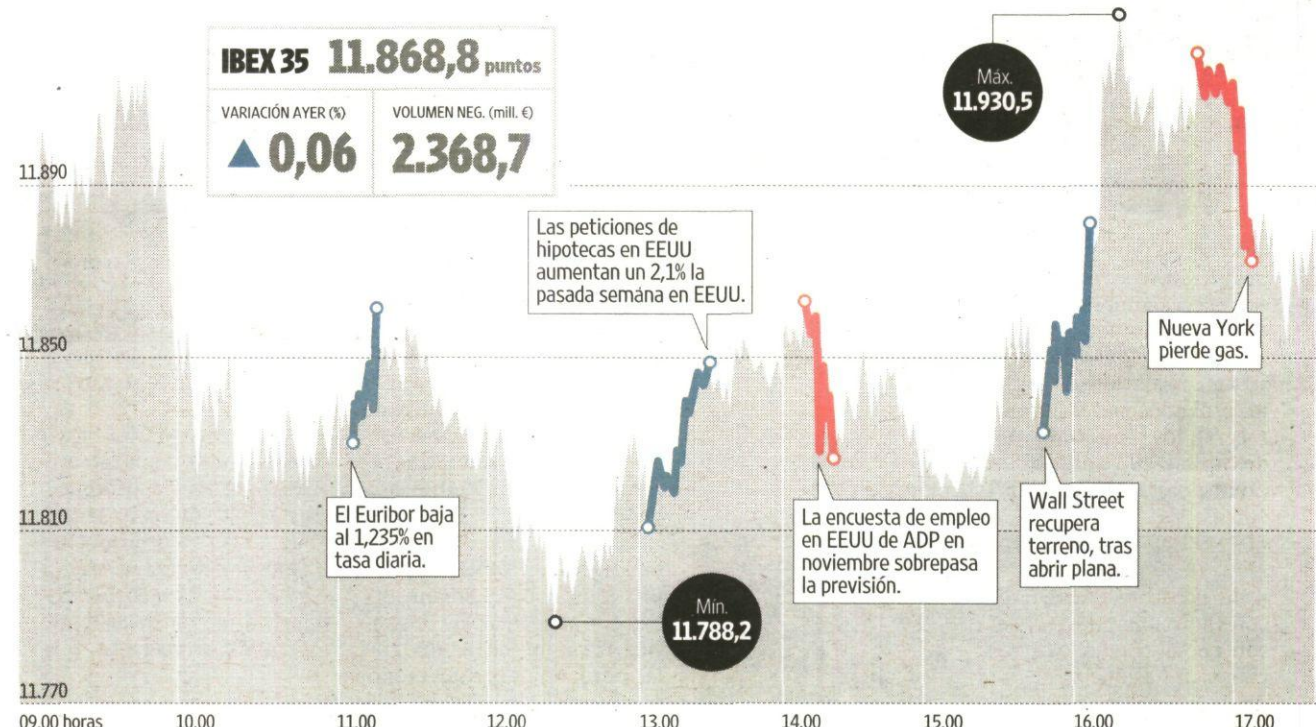 IBEX 35 11.868,8 puntos
VARIACIÓN AYER (%)
0,06
VOLUMEN NEG. (mill. €)
2.368,7
Máx.
11.930,5
11.890
Las peticiones de
hipotecas en EEUU
aumentan un 2,1% la
pasada semana en EEUU.
Nueva York
pierde gas.
11.850
El Euribor baja
al 1,235% en
tasa diaria.
La encuesta de empleo
en EEUU de ADP en
noviembre sobrepasa
la previsión.
Wall Street
recupera
terreno, tras
abrir plana.
11.810
Mín.
11.788,2
11.770
09.00 horas 10.00 11.00 12.00 13.00 14.00 15.00 16.00 17.00